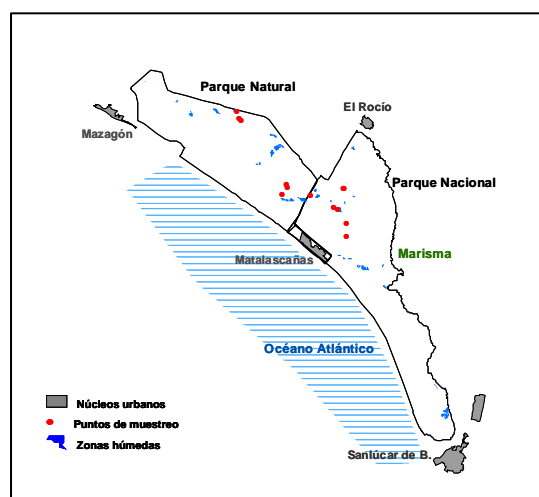 Parque Natural
El Rocío
Mazagón
Parque Nacional
Marisma
Matalascañas
Océano Atlántico
Núcleos urbanos
Puntos de muestreo
Zonas húmedas
Sanlúcar de B.